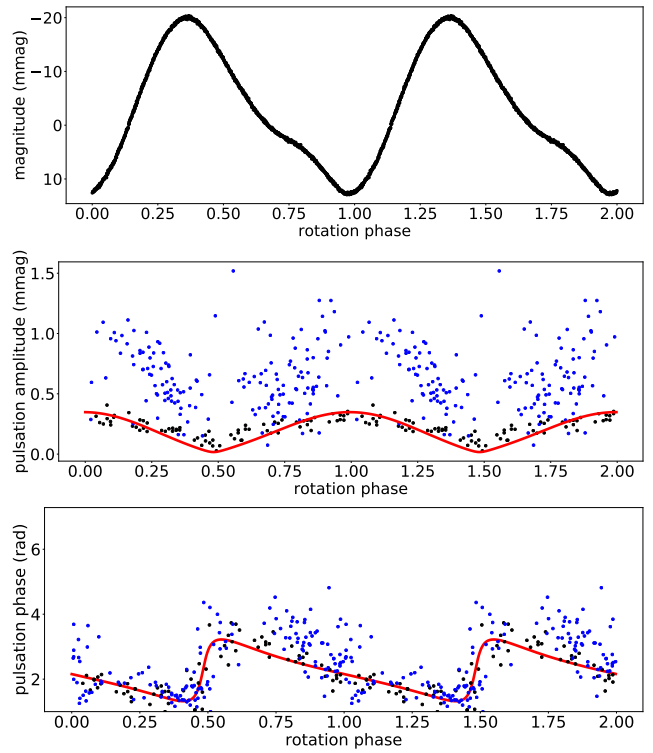 magnitude (mmag)
−20
−10
0
10
0.00 0.25 0.50 0.75 1.00 1.25 1.50 1.75 2.00
rotation phase
pulsation amplitude (mmag)
1.5
1.0
0.5
0.0
0.00 0.25 0.50 0.75 1.00 1.25 1.50 1.75 2.00
rotation phase
pulsation phase (rad)
6
4
2
0.00 0.25 0.50 0.75 1.00 1.25 1.50 1.75 2.00
rotation phase